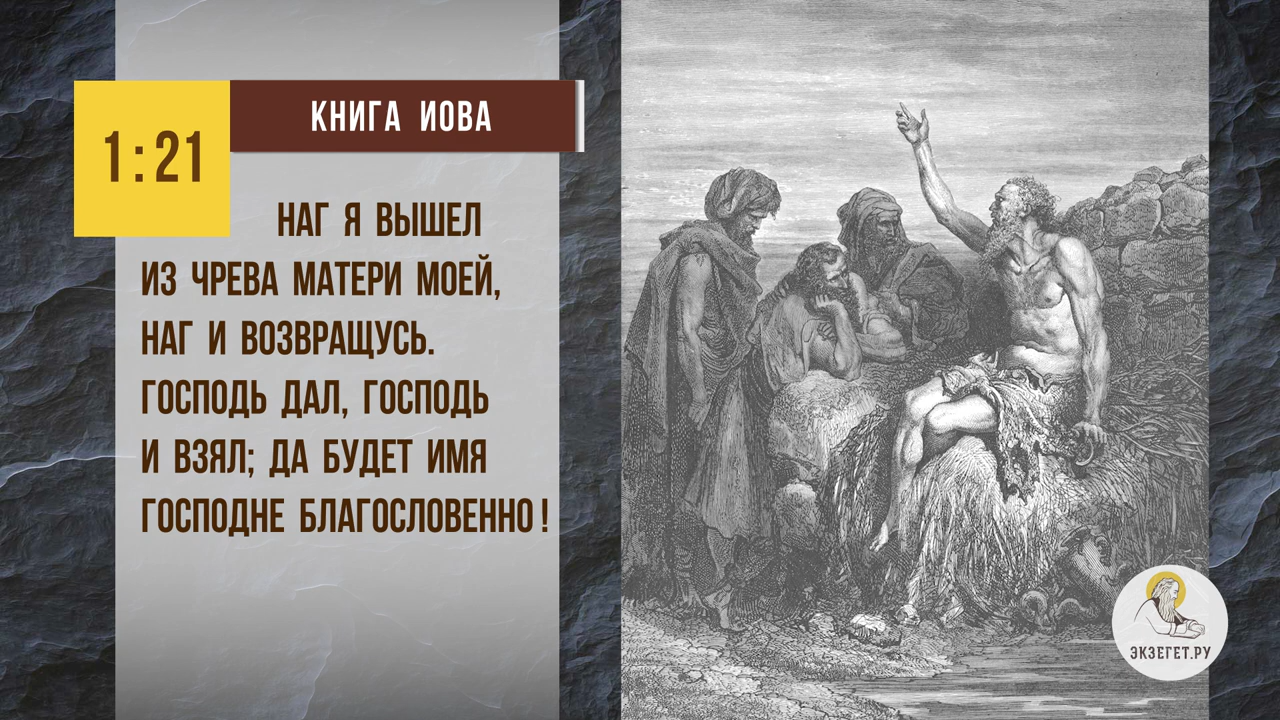 1:21
КНИГА ИОВА
НАГ Я ВЫШЕЛ
ИЗ ЧРЕВА МАТЕРИ МОЕЙ,
НАГ И ВОЗВРАЩУСЬ.
ГОСПОДЬ ДАЛ, ГОСПОДЬ
И ВЗЯЛ; ДА БУДЕТ ИМЯ
ГОСПОДНЕ БЛАГОСЛОВЕННО!
ЭКЗЕГЕТ.РУ